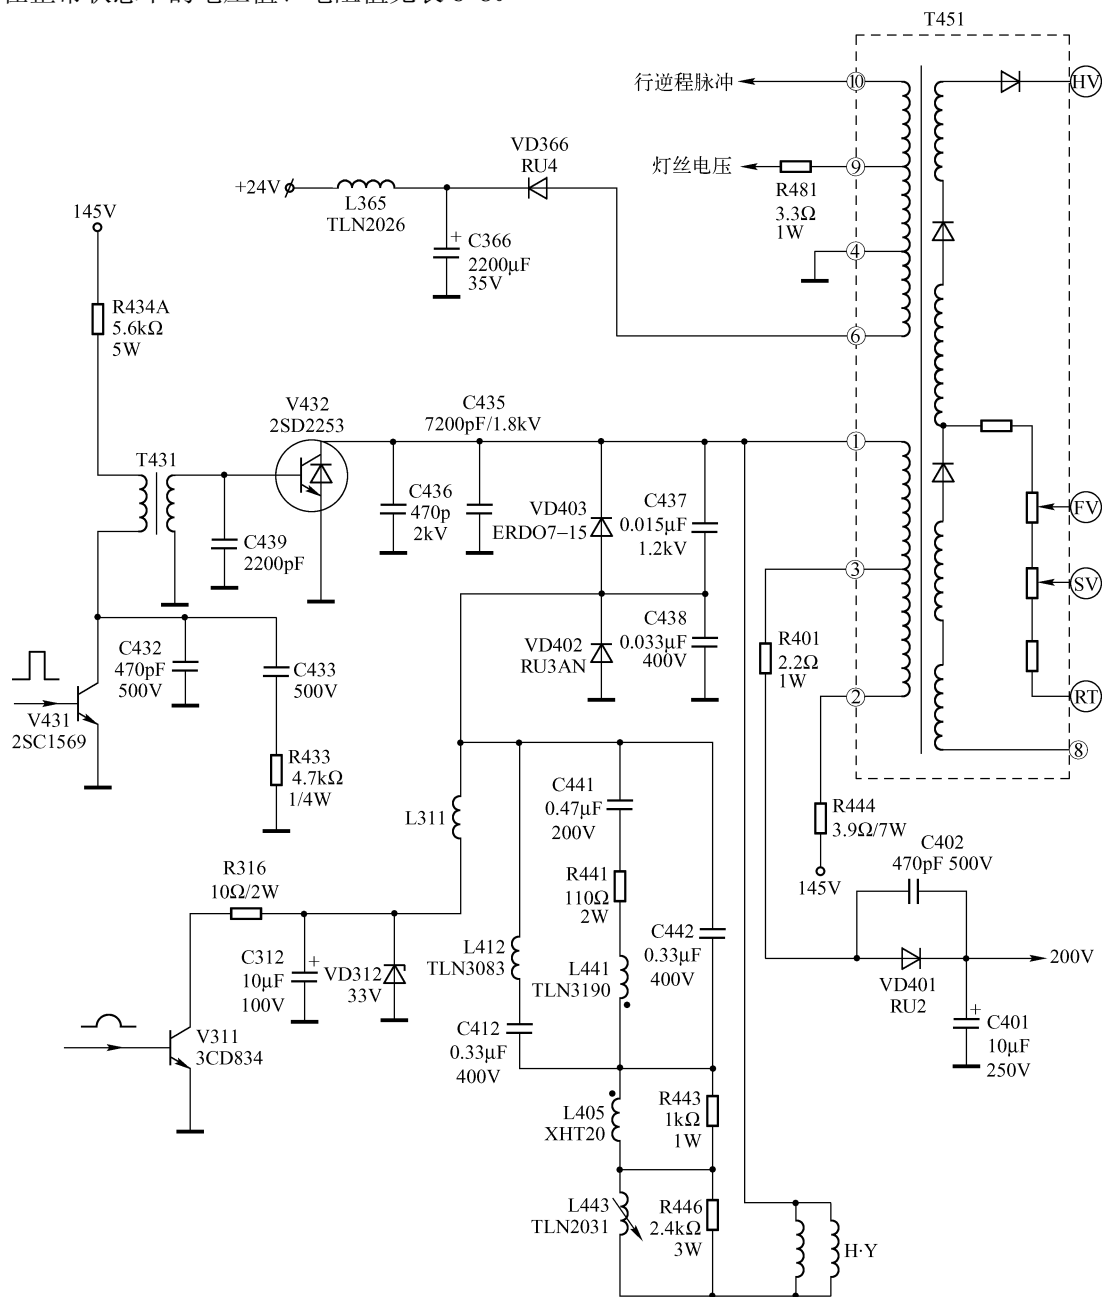 T451
行逆程脉冲
⑩
HV
VD366
RU4
灯丝电压
⑨
+24V
L365
TLN2026
R481
3.3Ω
1W
145V
C366
2200μF
35V
④
R434A
5.6kΩ
5W
⑥
V432
2SD2253
C435
7200pF/1.8kV
①
T431
C436
470p
2kV
VD403
ERDO7−15
C437
0.015μF
1.2kV
FV
C439
2200pF
③
SV
C432
470pF
500V
C433
500V
VD402
RU3AN
C438
0.033μF
400V
R401
2.2Ω
1W
②
RT
V431
2SC1569
⑧
R433
4.7kΩ
1/4W
L311
C441
0.47μF
200V
R444
3.9Ω/7W
C402
470pF 500V
145V
R316
10Ω/2W
R441
110Ω
2W
C442
0.33μF
400V
L412
TLN3083
C312
10μF
100V
VD312
33V
L441
TLN3190
200V
VD401
RU2
V311
3CD834
C412
0.33μF
400V
C401
10μF
250V
L405
XHT20
R443
1kΩ
1W
L443
TLN2031
R446
2.4kΩ
3W
H·Y